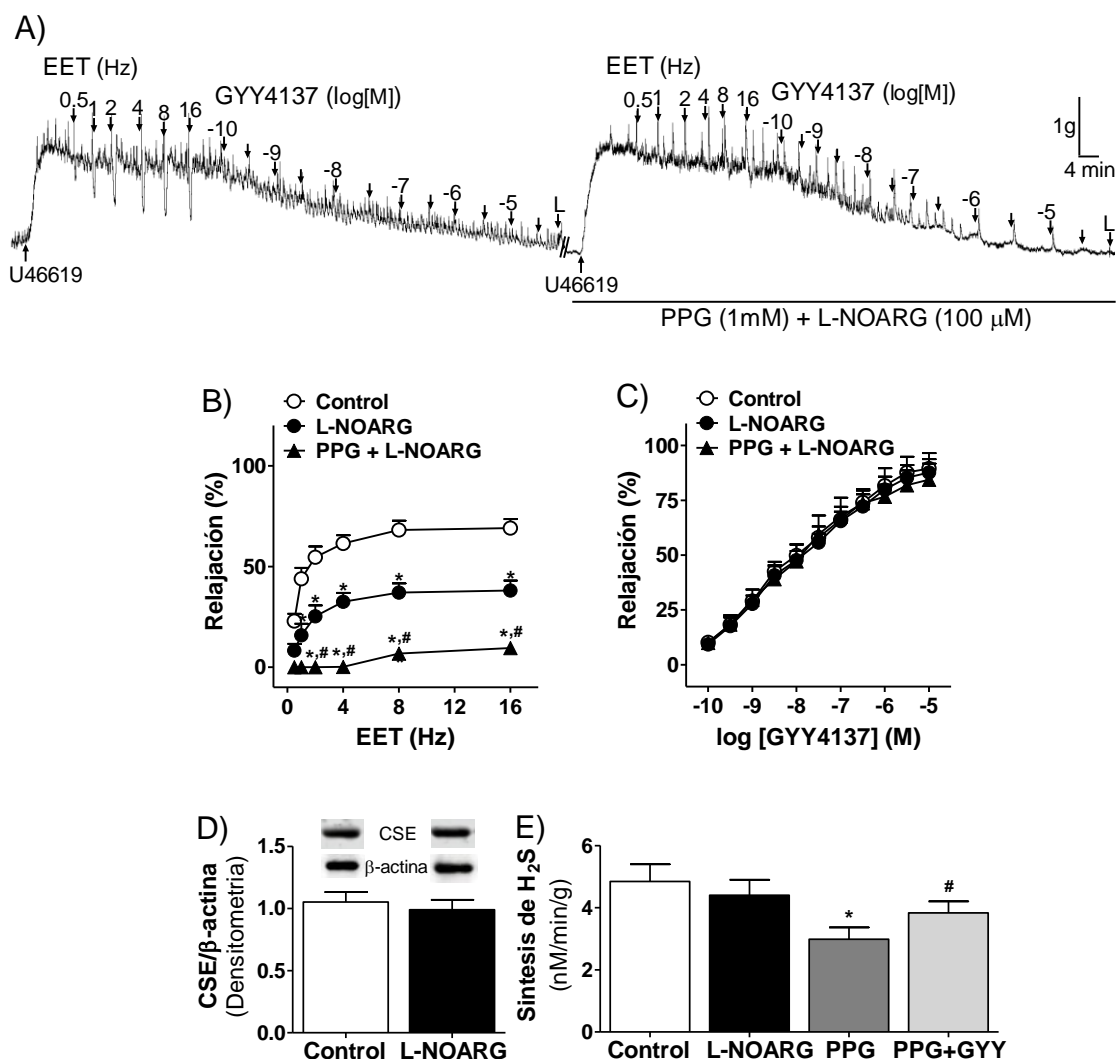 A)
EET (Hz)
0.5 1 2 4 8 16
GYY4137 (log[M])
-10 -9 -8 -7 -6 -5 L
U46619
EET (Hz)
0.51 2 4 8 16
GYY4137 (log[M])
-10 -9 -8 -7 -6 -5 L
1g
4 min
U46619
PPG (1mM) + L-NOARG (100 μM)
B)
Control
L-NOARG
PPG + L-NOARG
Relajación (%)
100
50
0
* * * * *
*,# *,# *,# *,#
0 4 8 12 16
EET (Hz)
C)
Control
L-NOARG
PPG + L-NOARG
Relajación (%)
100
75
50
25
0
-10 -9 -8 -7 -6 -5
log [GYY4137] (M)
D)
CSE
β-actina
CSE/β-actina
(Densitometria)
1.5
1.0
0.5
0.0
Control L-NOARG
E)
Sintesis de H₂S
(nM/min/g)
6
4
2
0
* #
Control L-NOARG PPG PPG+GYY